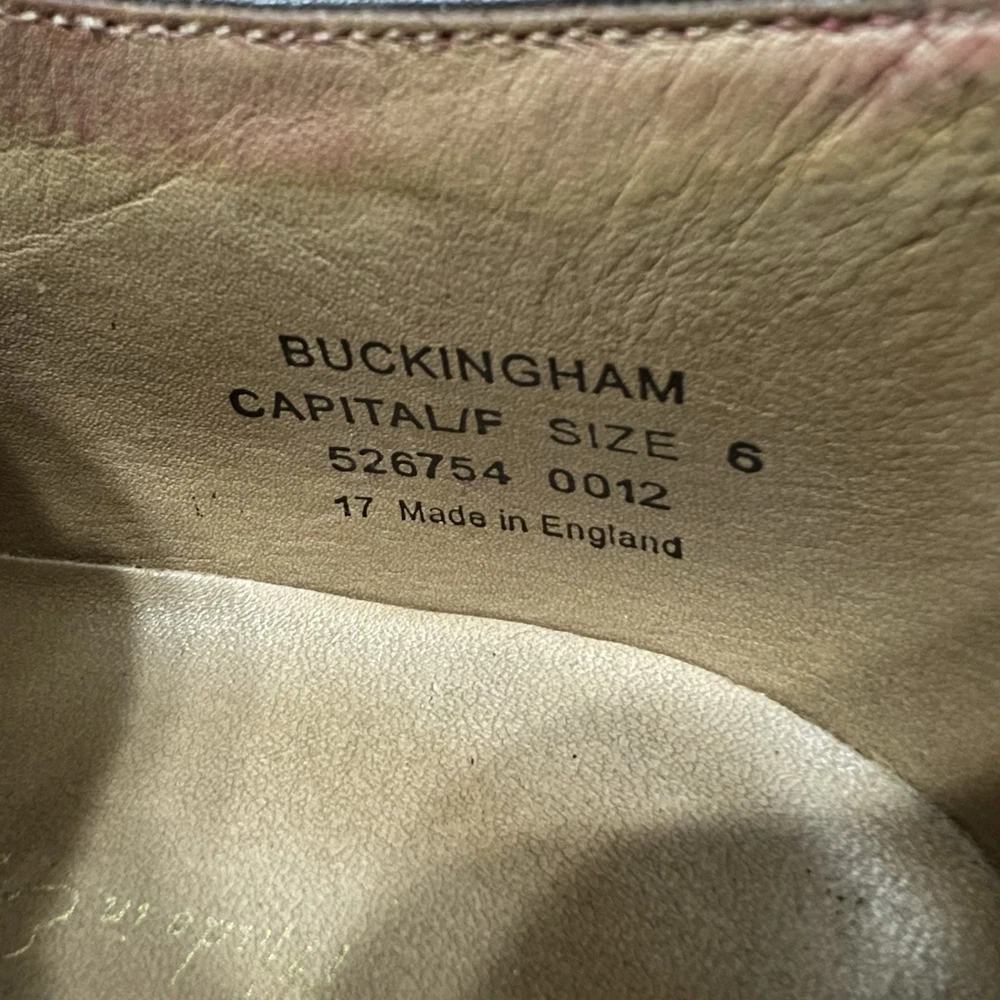 BUCKINGHAM
CAPITAL/F SIZE 6
526754 0012
17 Made in England